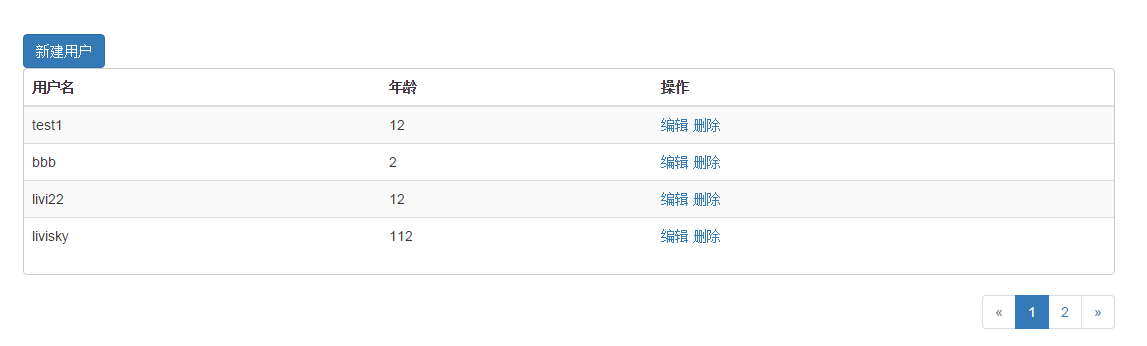 新建用户
用户名 年龄 操作
test1 12 编辑 删除
bbb 2 编辑 删除
livi22 12 编辑 删除
livisky 112 编辑 删除
« 1 2 »